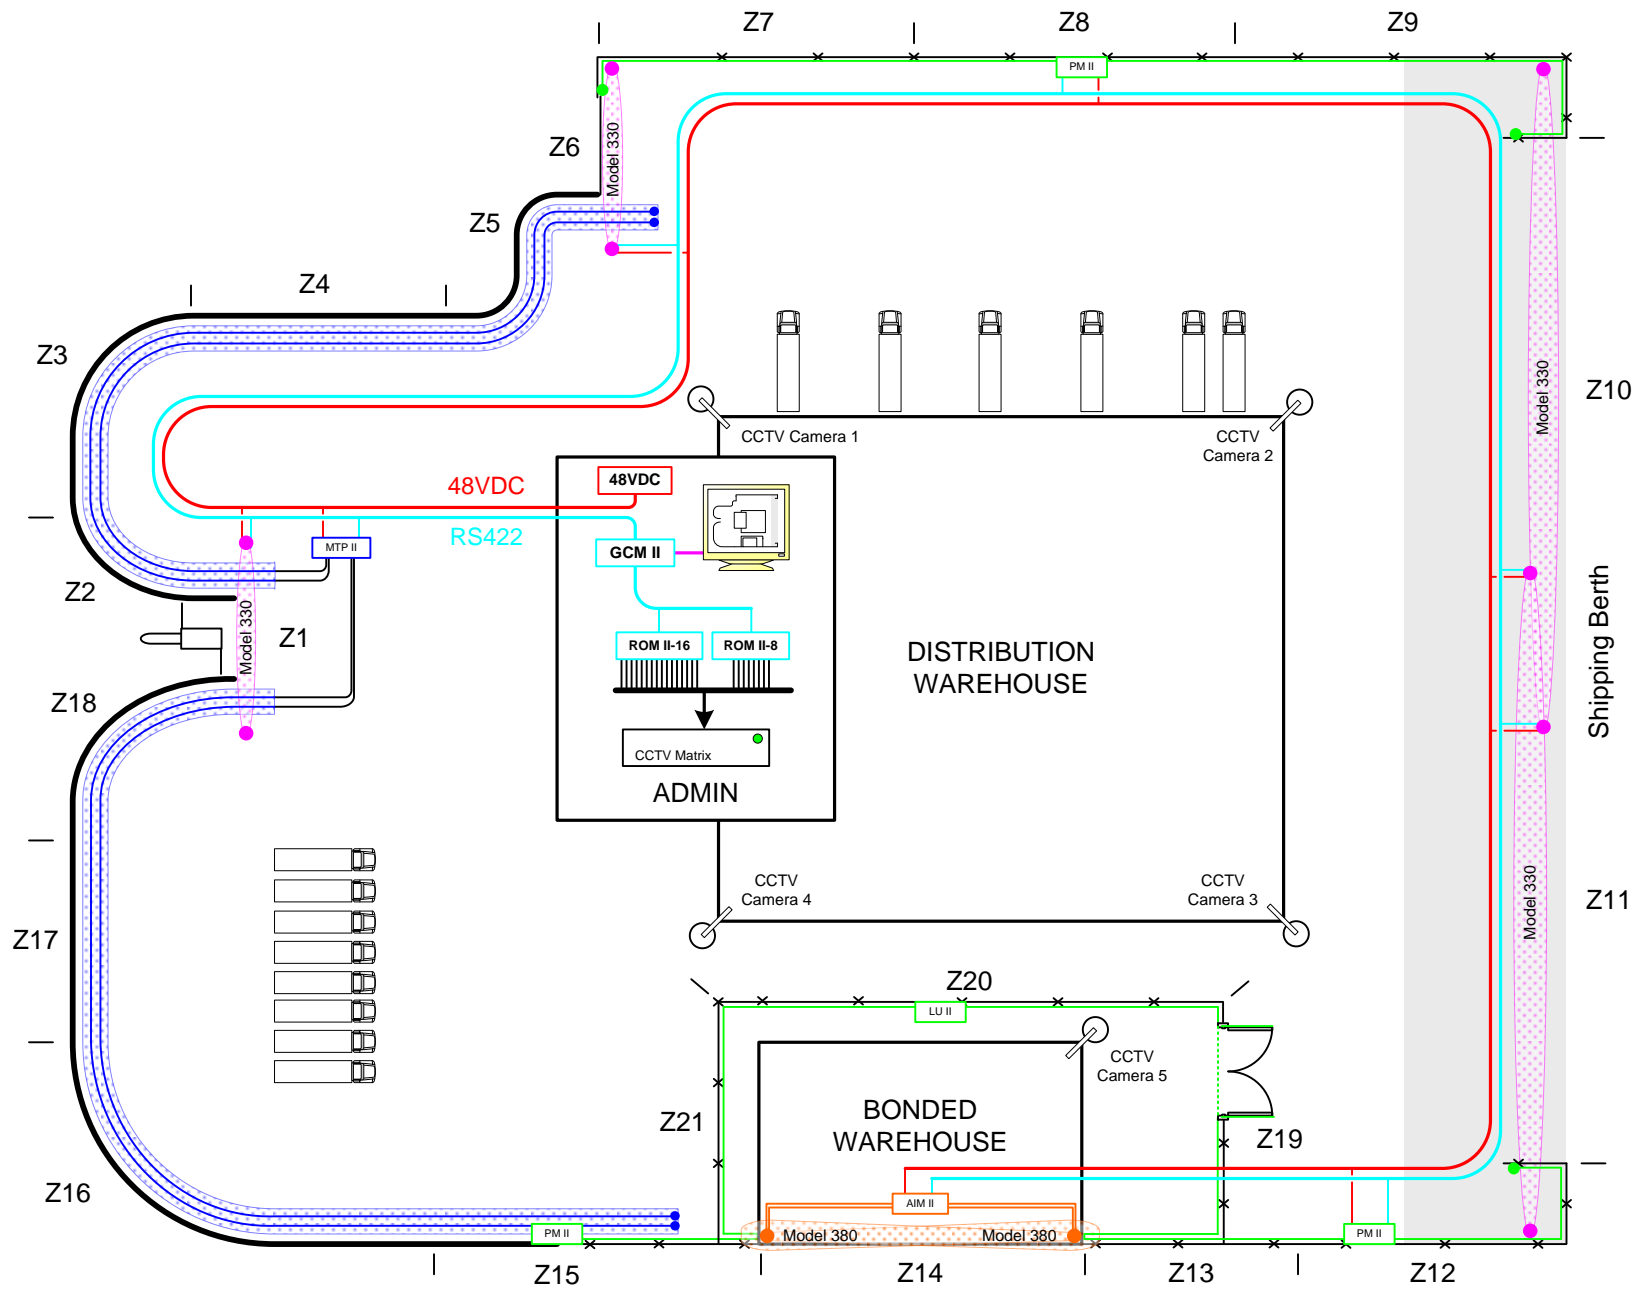 Z7
Z8
Z9
PM II
Z6
Model 330
Z5
Z4
Z3
Model 330
Z10
CCTV Camera 1
CCTV
Camera 2
48VDC
48VDC
RS422
GCM II
MTP II
Z2
Model 330
Z1
ROM II-16
ROM II-8
DISTRIBUTION
WAREHOUSE
Shipping Berth
Z18
CCTV Matrix
ADMIN
CCTV
Camera 4
CCTV
Camera 3
Model 330
Z11
Z17
Z20
LU II
CCTV
Camera 5
BONDED
WAREHOUSE
Z21
Z19
Z16
AIM II
PM II
Model 380
Model 380
PM II
Z15
Z14
Z13
Z12